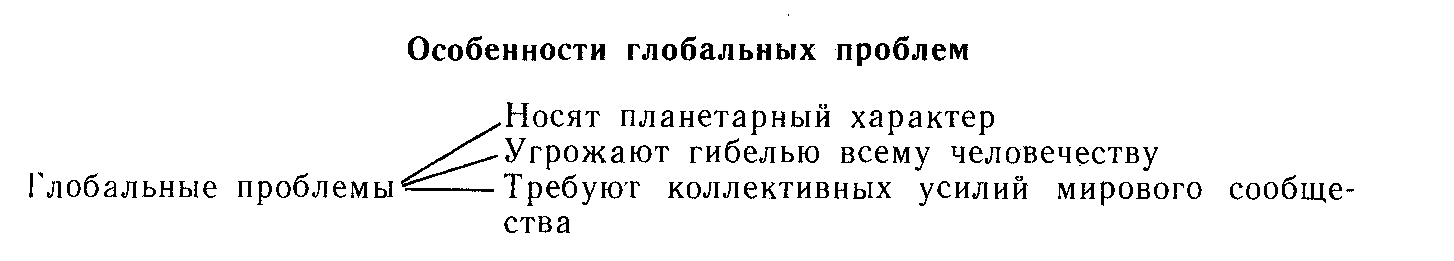 Особенности глобальных проблем
Носят планетарный характер
Угрожают гибелью всему человечеству
Глобальные проблемы
Требуют коллективных усилий мирового сообще-
ства